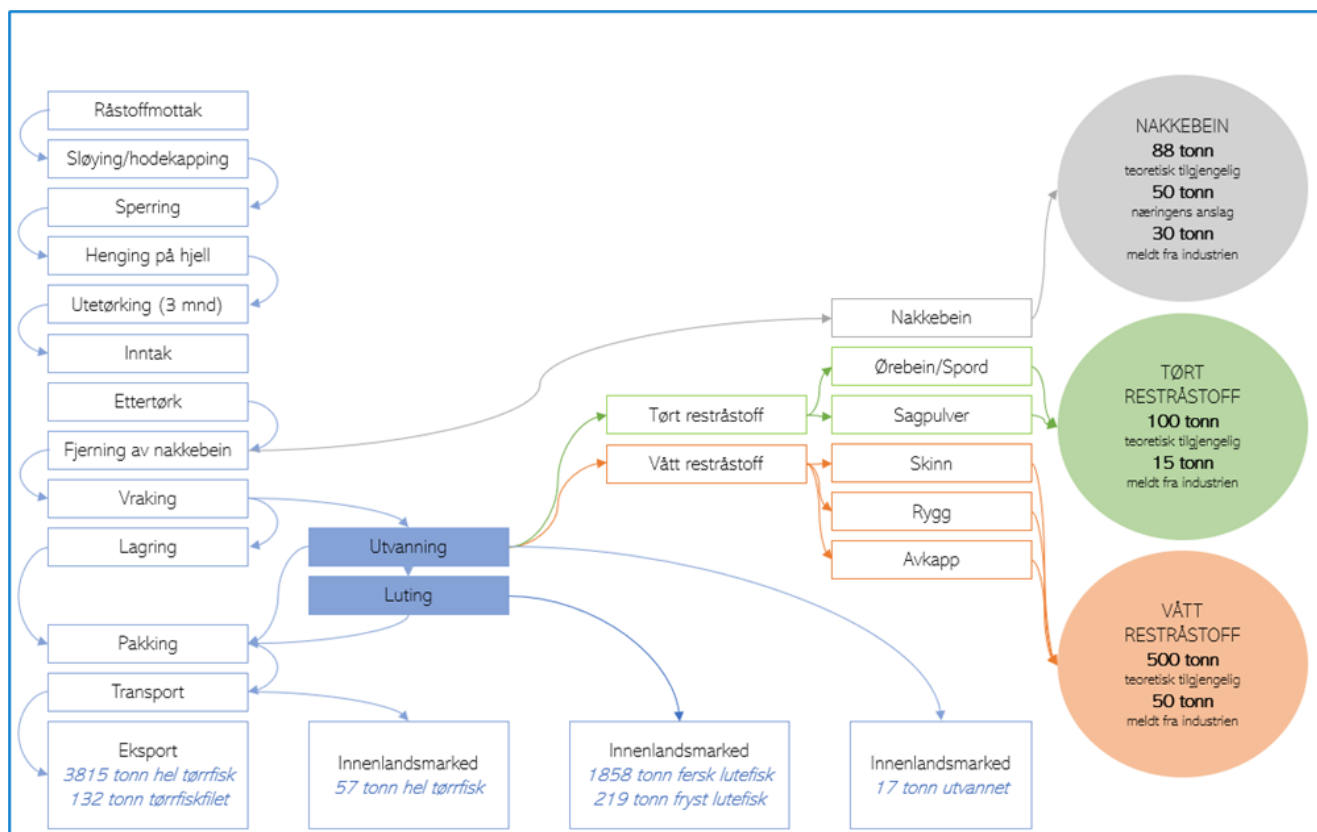 Råstoffmottak
Sløying/hodekapping
Sperring
Henging på hjell
Utetørking (3 mnd)
Inntak
Ettertørk
Fjerning av nakkebein
Vraking
Lagring
Pakking
Transport
Eksport
3815 tonn hel tørrfisk
132 tonn tørrfiskfilet
Utvanning
Luting
Innenlandsmarked
57 tonn hel tørrfisk
Innenlandsmarked
1858 tonn fersk lutefisk
219 tonn fryst lutefisk
Innenlandsmarked
17 tonn utvannet
Tørt restråstoff
Vått restråstoff
Nakkebein
Ørebein/Spord
Sagpulver
Skinn
Rygg
Avkapp
NAKKEBEIN
88 tonn
teoretisk tilgjengelig
50 tonn
næringens anslag
30 tonn
meldt fra industrien
TØRT
RESTRÅSTOFF
100 tonn
teoretisk tilgjengelig
15 tonn
meldt fra industrien
VÅTT
RESTRÅSTOFF
500 tonn
teoretisk tilgjengelig
50 tonn
meldt fra industrien